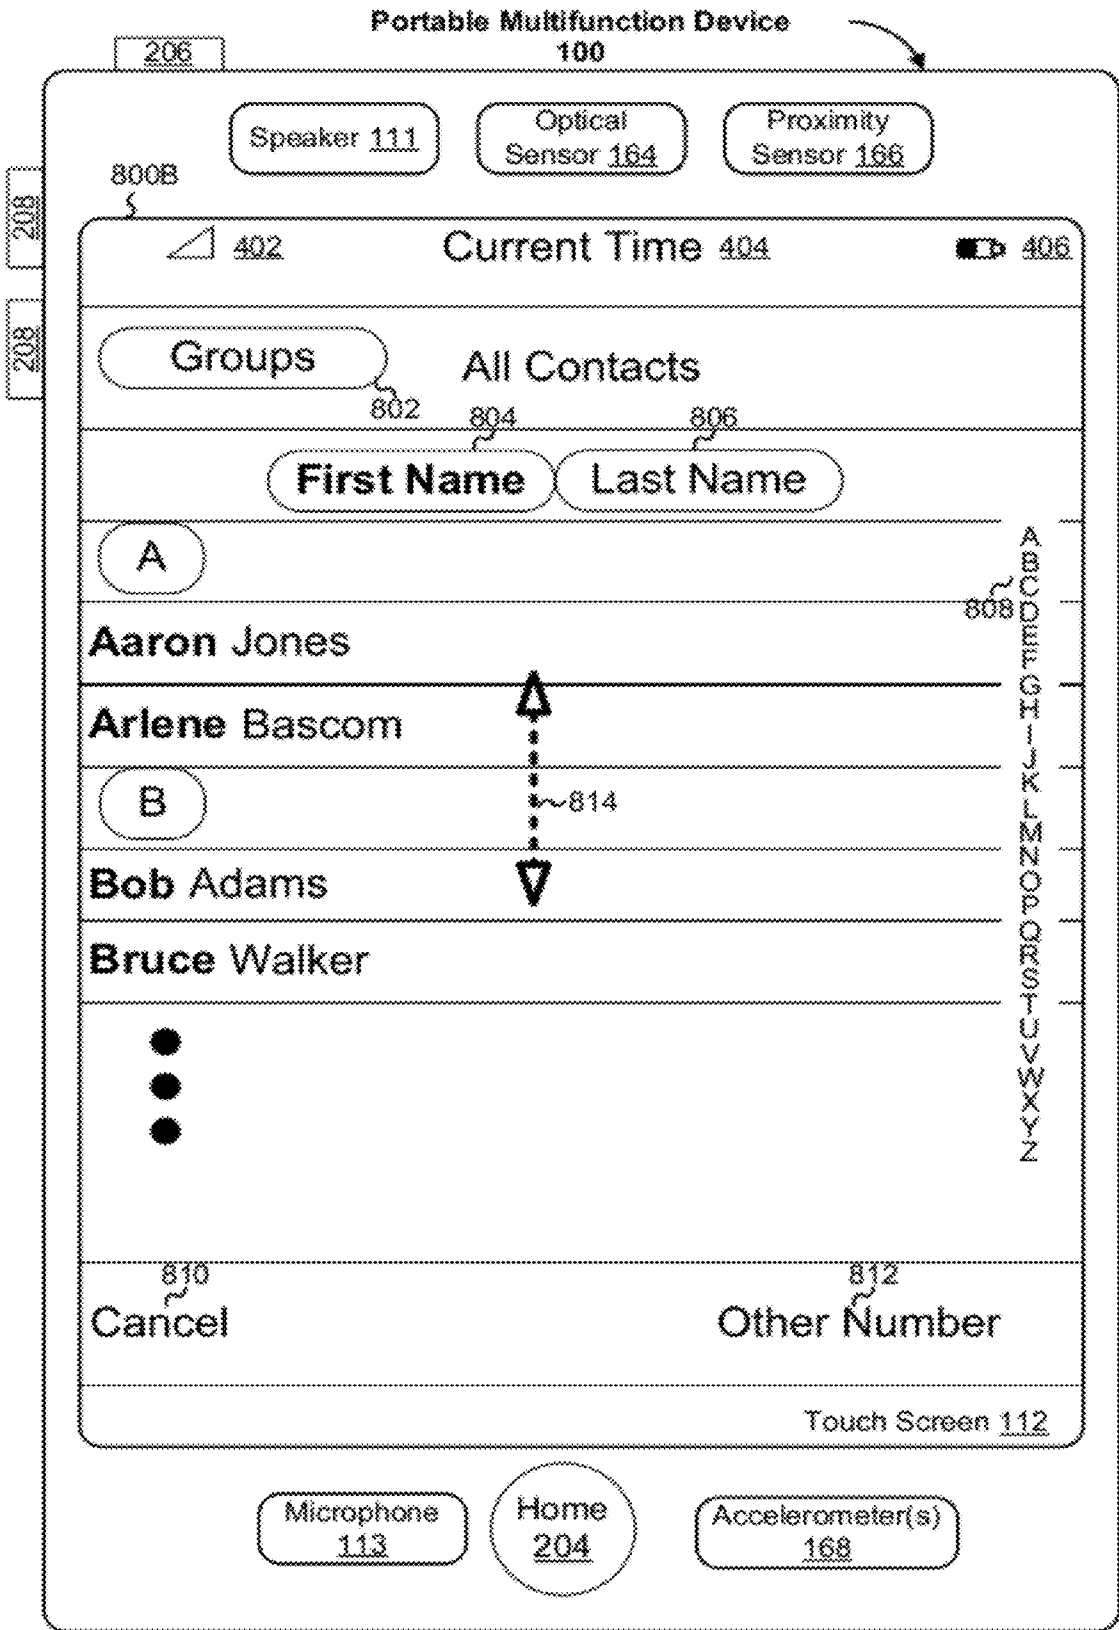 Portable Multifunction Device
100
206
Speaker 111
Optical
Sensor 164
Proximity
Sensor 166
800B
208
208
402
Current Time 404
406
Groups
802
All Contacts
804
806
First Name
Last Name
A
Aaron Jones
Arlene Bascom
B
814
Bob Adams
Bruce Walker
808
A
B
C
D
E
F
G
H
I
J
K
L
M
N
O
P
Q
R
S
T
U
V
W
X
Y
Z
810
Cancel
812
Other Number
Touch Screen 112
Microphone
113
Home
204
Accelerometer(s)
168